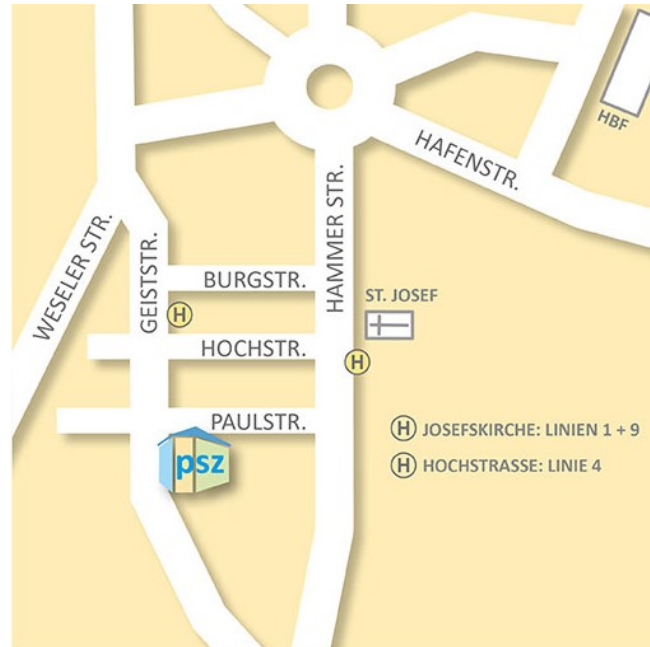 HBF
HAFENSTR.
HAMMER STR.
WESELER STR.
GEISTSTR.
BURGSTR.
ST. JOSEF
H
HOCHSTR.
H
PAULSTR.
H JOSEFSKIRCHE: LINIEN 1 + 9
psz
H HOCHSTRASSE: LINIE 4